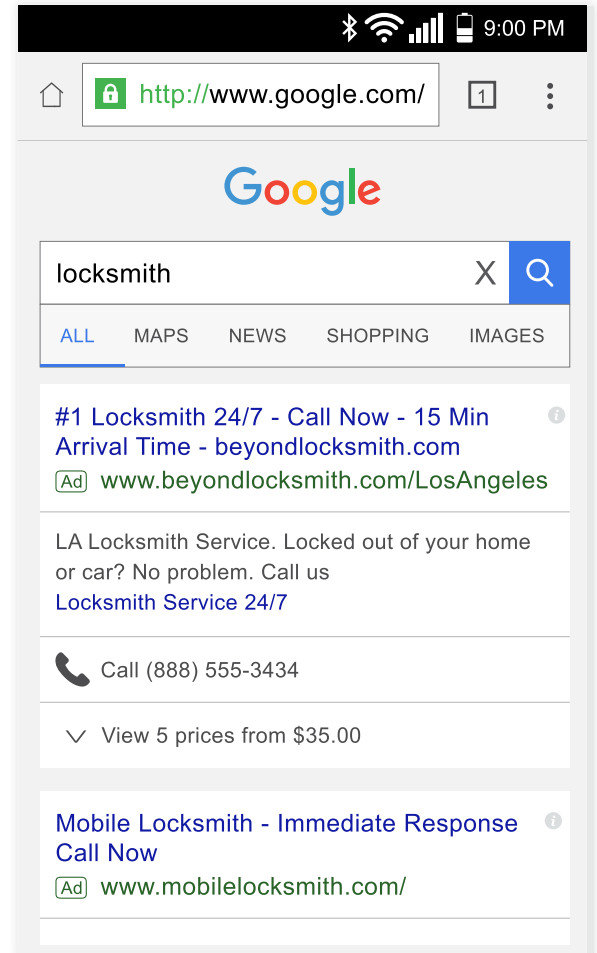 9:00 PM
http://www.google.com/
1
Google
locksmith X
ALL MAPS NEWS SHOPPING IMAGES
#1 Locksmith 24/7 - Call Now - 15 Min
Arrival Time - beyondlocksmith.com
i
Ad www.beyondlocksmith.com/LosAngeles
LA Locksmith Service. Locked out of your home
or car? No problem. Call us
Locksmith Service 24/7
Call (888) 555-3434
View 5 prices from $35.00
Mobile Locksmith - Immediate Response
Call Now
i
Ad www.mobilelocksmith.com/